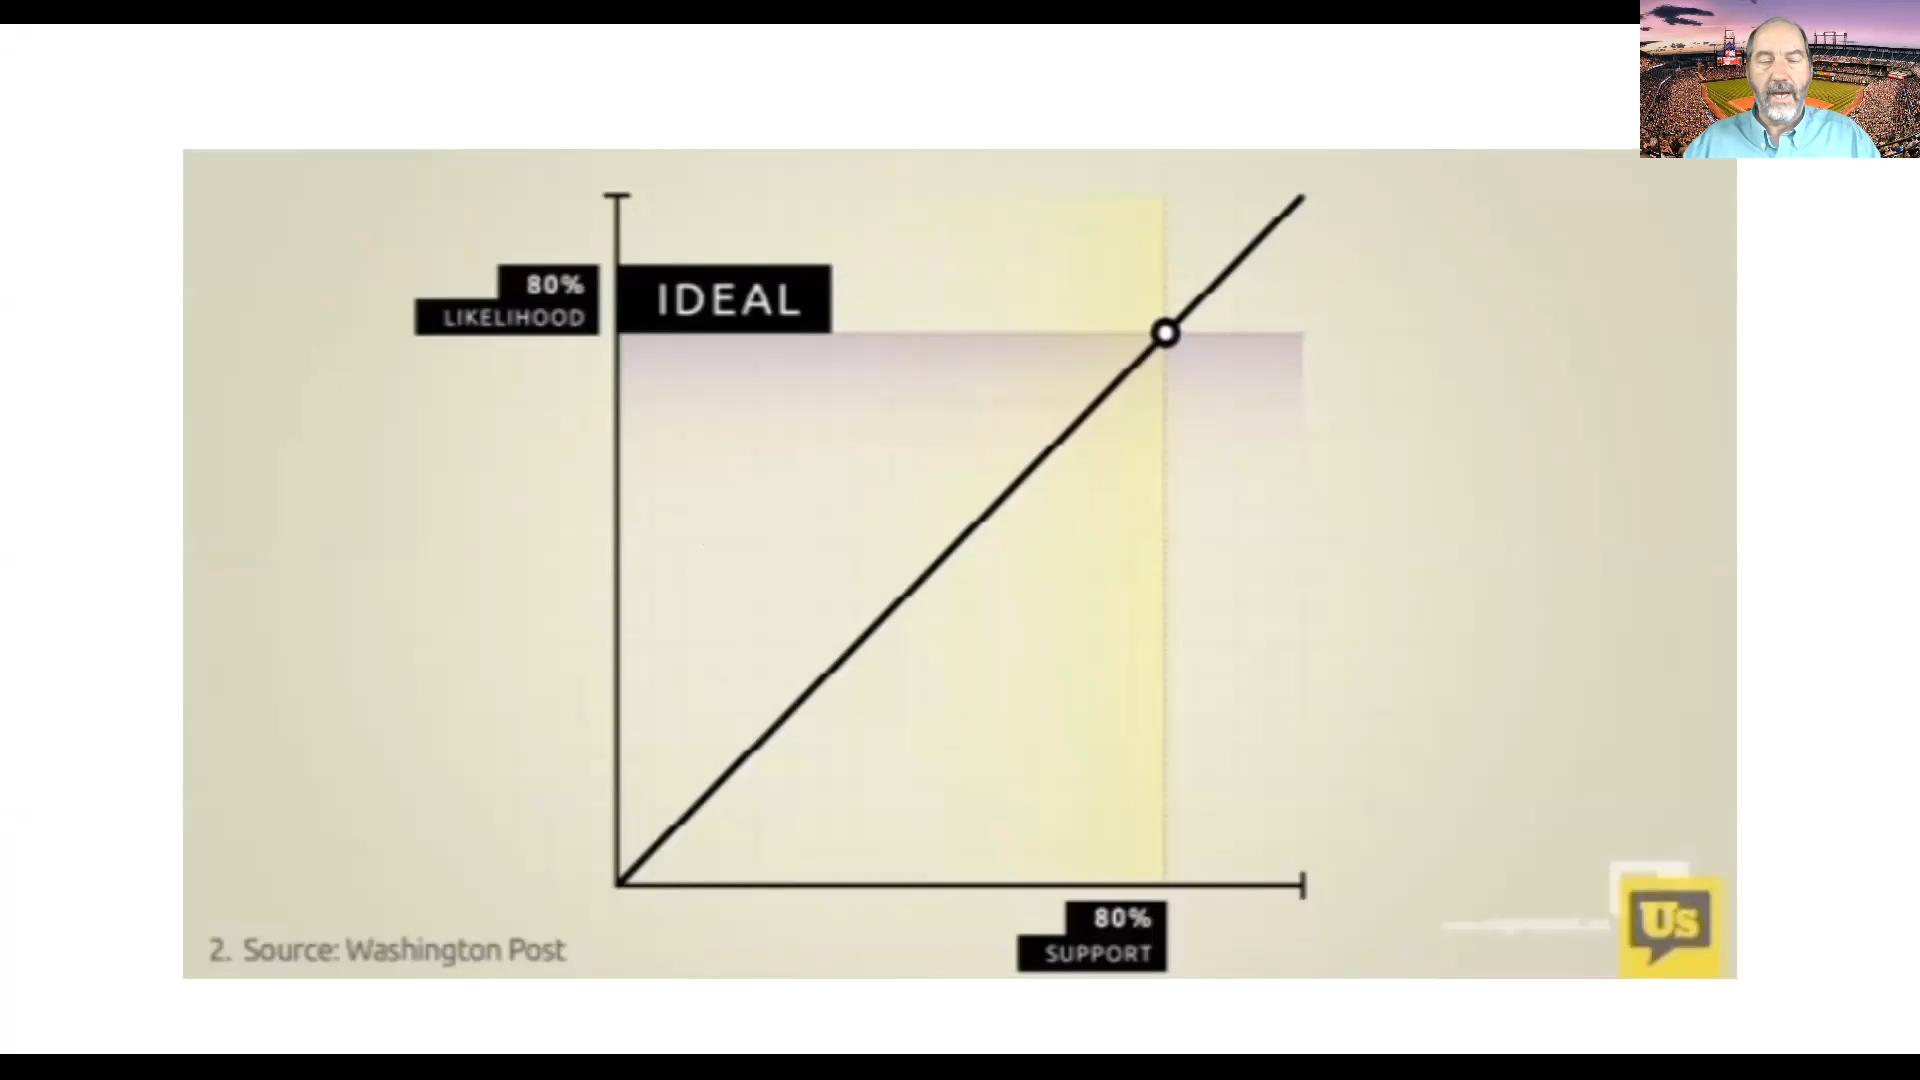 80%
LIKELIHOOD
IDEAL
80%
SUPPORT
2. Source: Washington Post
Us